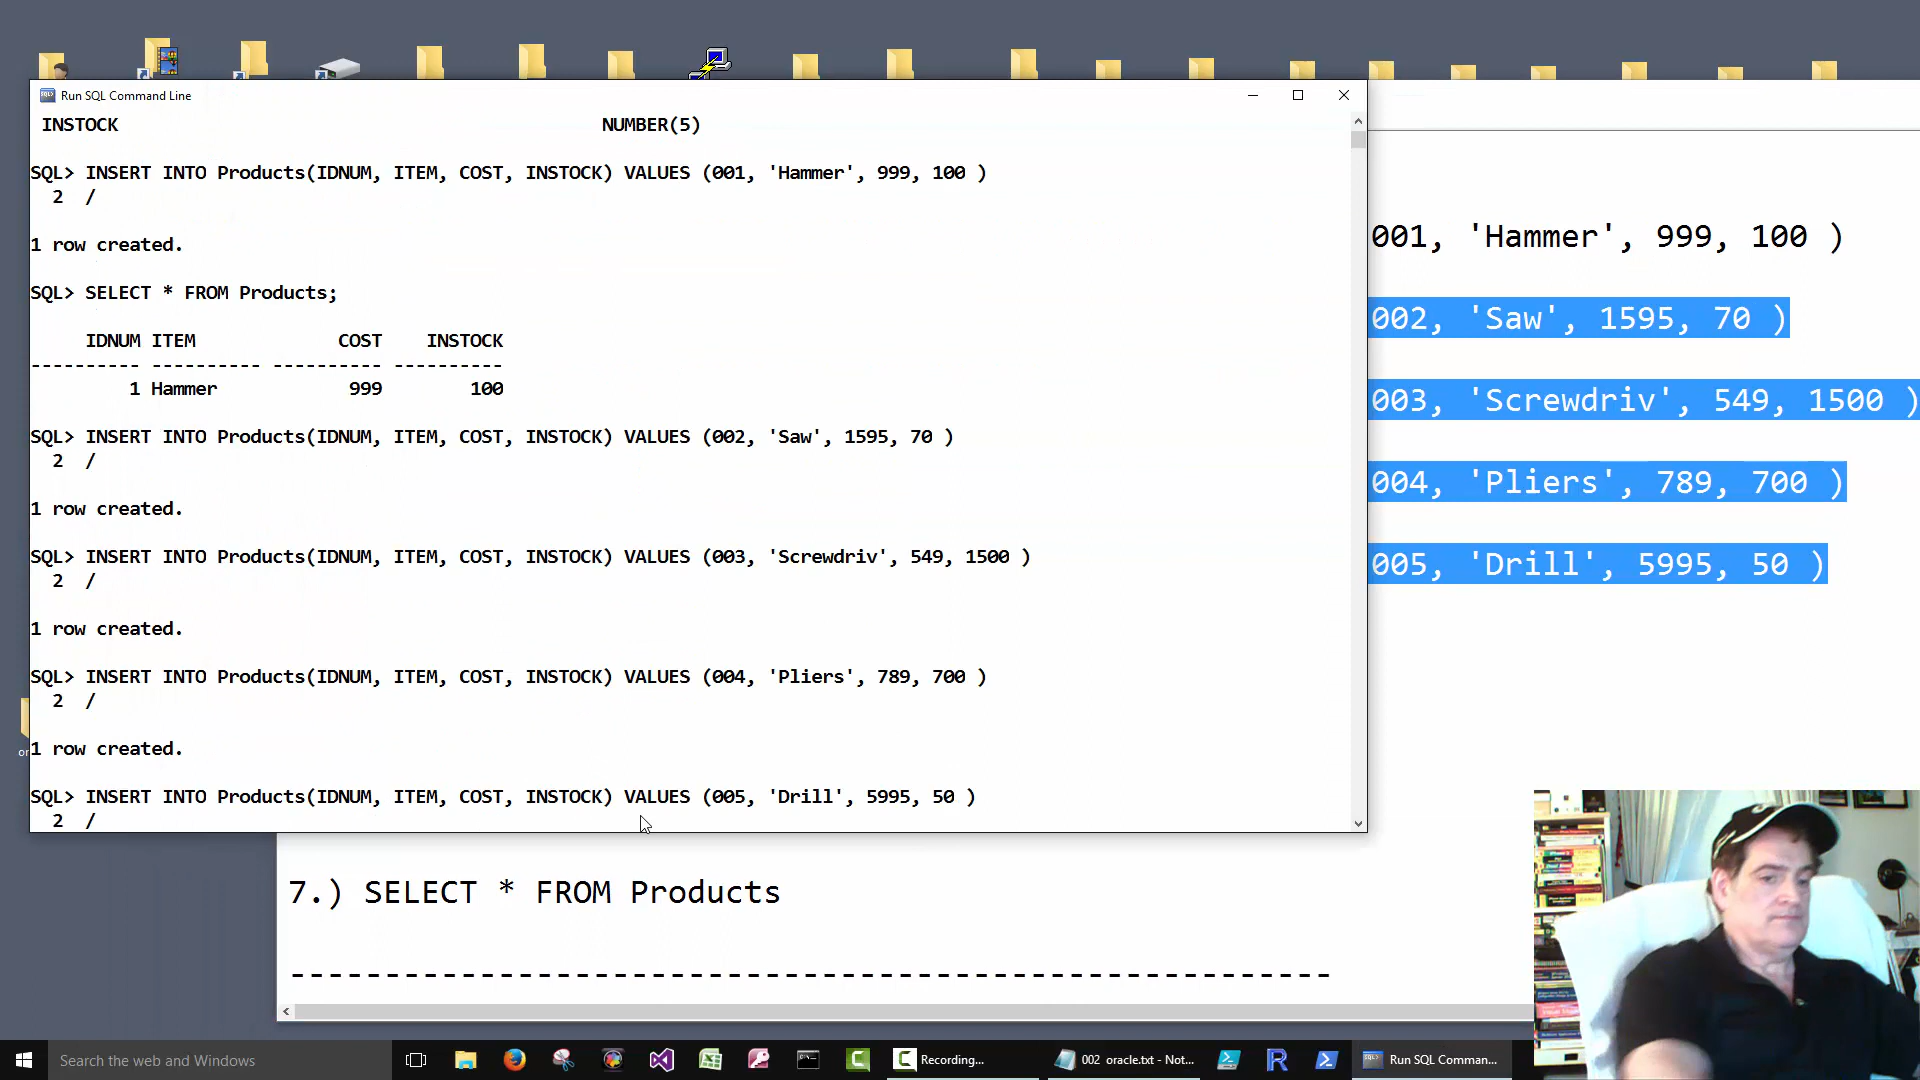 Run SQL Command Line
INSTOCK NUMBER(5)
SQL> INSERT INTO Products(IDNUM, ITEM, COST, INSTOCK) VALUES (001, 'Hammer', 999, 100 )
2 /
1 row created.
SQL> SELECT * FROM Products;
IDNUM ITEM COST INSTOCK
---------- ---------- ---------- ----------
1 Hammer 999 100
SQL> INSERT INTO Products(IDNUM, ITEM, COST, INSTOCK) VALUES (002, 'Saw', 1595, 70 )
2 /
1 row created.
SQL> INSERT INTO Products(IDNUM, ITEM, COST, INSTOCK) VALUES (003, 'Screwdriv', 549, 1500 )
2 /
1 row created.
SQL> INSERT INTO Products(IDNUM, ITEM, COST, INSTOCK) VALUES (004, 'Pliers', 789, 700 )
2 /
1 row created.
SQL> INSERT INTO Products(IDNUM, ITEM, COST, INSTOCK) VALUES (005, 'Drill', 5995, 50 )
2 /
001, 'Hammer', 999, 100 )
002, 'Saw', 1595, 70 )
003, 'Screwdriv', 549, 1500 )
004, 'Pliers', 789, 700 )
005, 'Drill', 5995, 50 )
7.) SELECT * FROM Products
-------------------------------------------------------
Search the web and Windows
Recording...
002 oracle.txt - Not...
Run SQL Comman...